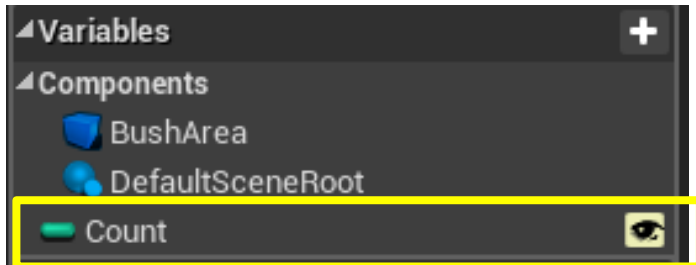 Variables
Components
BushArea
DefaultSceneRoot
Count